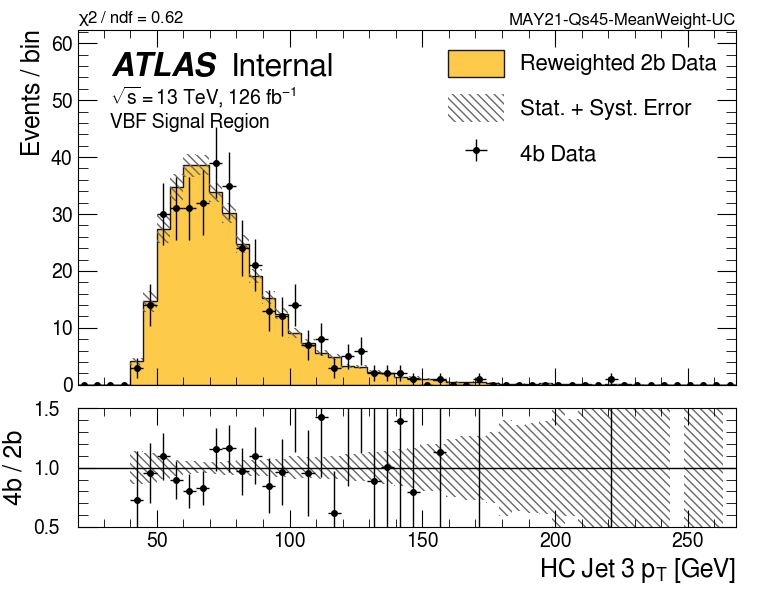 χ2 / ndf = 0.62
MAY21-Qs45-MeanWeight-UC
ATLAS Internal
√s = 13 TeV, 126 fb⁻¹
VBF Signal Region
Reweighted 2b Data
Stat. + Syst. Error
4b Data
Events / bin
60
50
40
30
20
10
0
4b / 2b
1.5
1.0
0.5
50 100 150 200 250
HC Jet 3 pT [GeV]